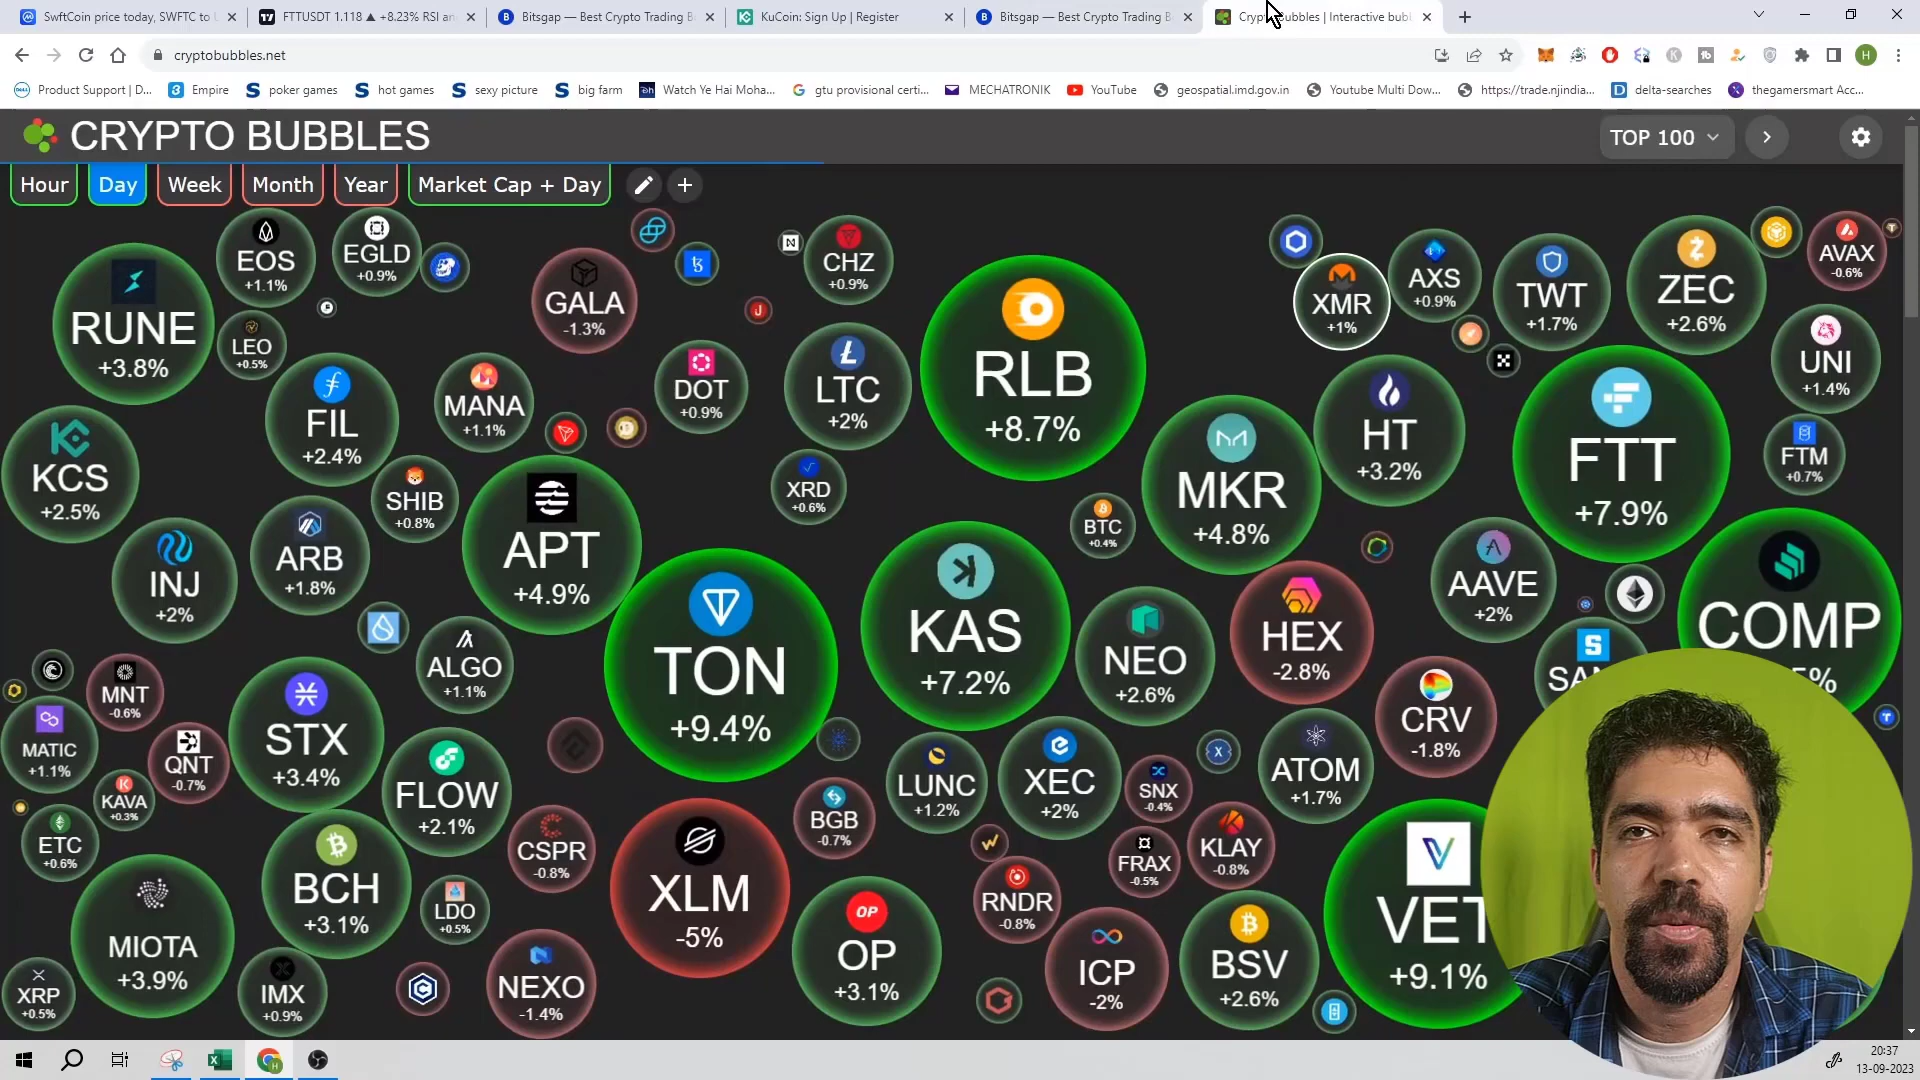 SwftCoin price today, SWFTC to U
FTTUSDT 1.118 ▲ +8.23% RSI an
Bitsgap — Best Crypto Trading B
KuCoin: Sign Up | Register
Bitsgap — Best Crypto Trading B
Crypto Bubbles | Interactive bubb
cryptobubbles.net
H
Product Support | D...
Empire
poker games
hot games
sexy picture
big farm
Watch Ye Hai Moha...
gtu provisional certi...
MECHATRONIK
YouTube
geospatial.imd.gov.in
Youtube Multi Dow...
https://trade.njindia...
delta-searches
thegamersmart Acc...
CRYPTO BUBBLES
TOP 100
Hour
Day
Week
Month
Year
Market Cap + Day
RUNE
+3.8%
EOS
+1.1%
EGLD
+0.9%
LEO
+0.5%
GALA
-1.3%
CHZ
+0.9%
RLB
+8.7%
XMR
+1%
AXS
+0.9%
TWT
+1.7%
ZEC
+2.6%
AVAX
-0.6%
UNI
+1.4%
FIL
+2.4%
MANA
+1.1%
DOT
+0.9%
LTC
+2%
HT
+3.2%
FTT
+7.9%
FTM
+0.7%
KCS
+2.5%
SHIB
+0.8%
XRD
+0.6%
MKR
+4.8%
BTC
+0.4%
INJ
+2%
ARB
+1.8%
APT
+4.9%
KAS
+7.2%
AAVE
+2%
COMP
5%
TON
+9.4%
NEO
+2.6%
HEX
-2.8%
ALGO
+1.1%
SAN
MNT
-0.6%
MATIC
+1.1%
QNT
-0.7%
STX
+3.4%
CRV
-1.8%
FLOW
+2.1%
KAVA
+0.3%
LUNC
+1.2%
XEC
+2%
SNX
-0.4%
ATOM
+1.7%
ETC
+0.6%
BGB
-0.7%
CSPR
-0.8%
KLAY
-0.8%
FRAX
-0.5%
BCH
+3.1%
LDO
+0.5%
XLM
-5%
RNDR
-0.8%
VET
+9.1%
MIOTA
+3.9%
OP
OP
+3.1%
ICP
-2%
BSV
+2.6%
XRP
+0.5%
IMX
+0.9%
NEXO
-1.4%
20:37
13-09-2023